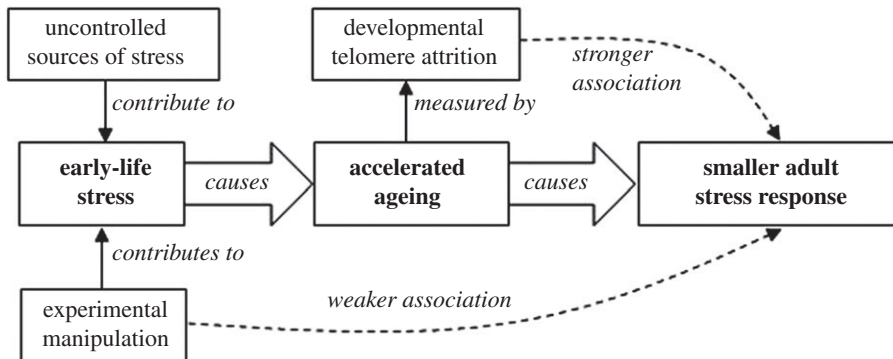 uncontrolled
sources of stress
developmental
telomere attrition
stronger
association
contribute to
measured by
early-life
stress
causes
accelerated
ageing
causes
smaller adult
stress response
contributes to
experimental
manipulation
weaker association